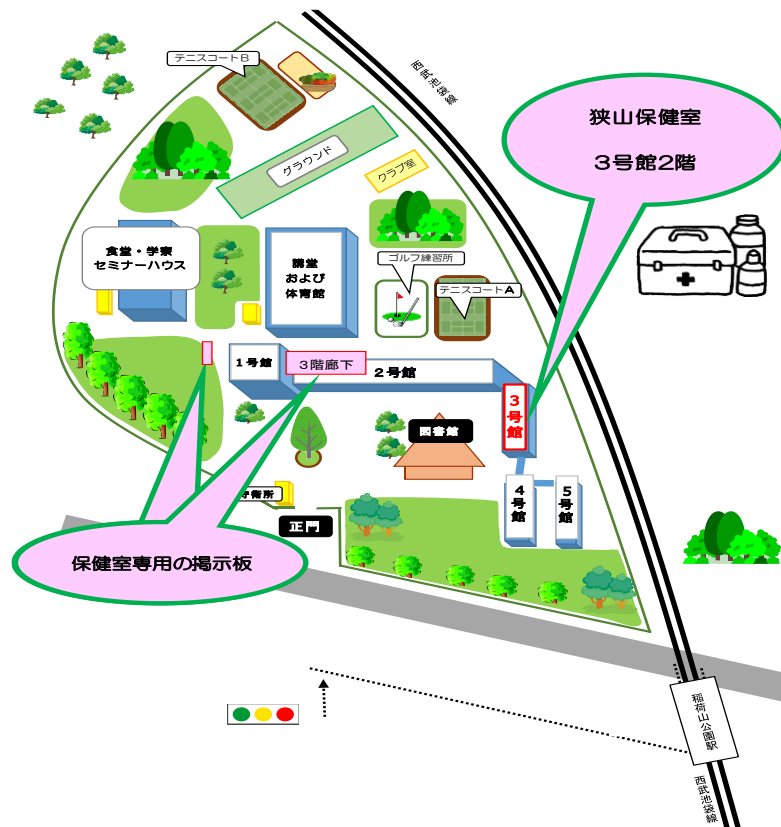 テニスコートB
西武池袋線
グラウンド
クラブ室
狭山保健室
3号館2階
食堂・学寮
セミナーハウス
講堂
および
体育館
ゴルフ練習所
テニスコートA
1号館
3階廊下
2号館
3号館
図書館
4号館
5号館
守衛所
正門
保健室専用の掲示板
稲荷山公園駅
西武池袋線